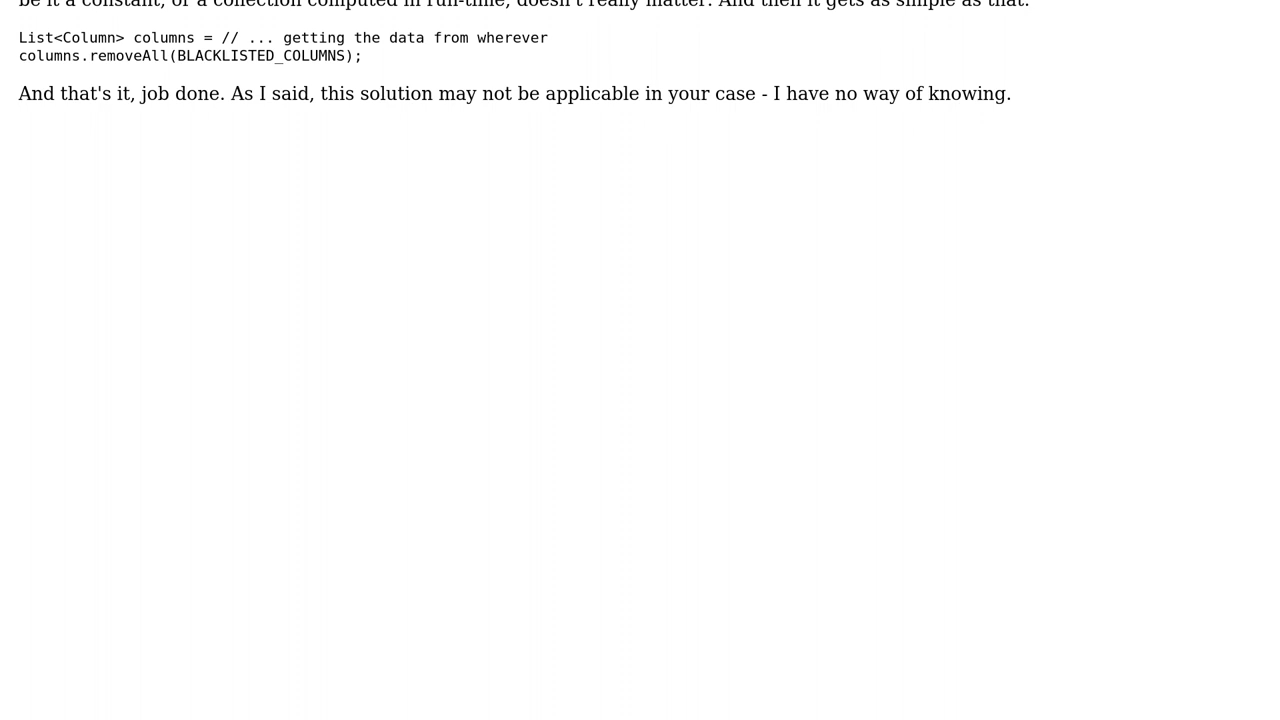 be it a constant, or a collection computed in run-time, doesn't really matter. And then it gets as simple as that:
List<Column> columns = // ... getting the data from wherever
columns.removeAll(BLACKLISTED_COLUMNS);
And that's it, job done. As I said, this solution may not be applicable in your case - I have no way of knowing.